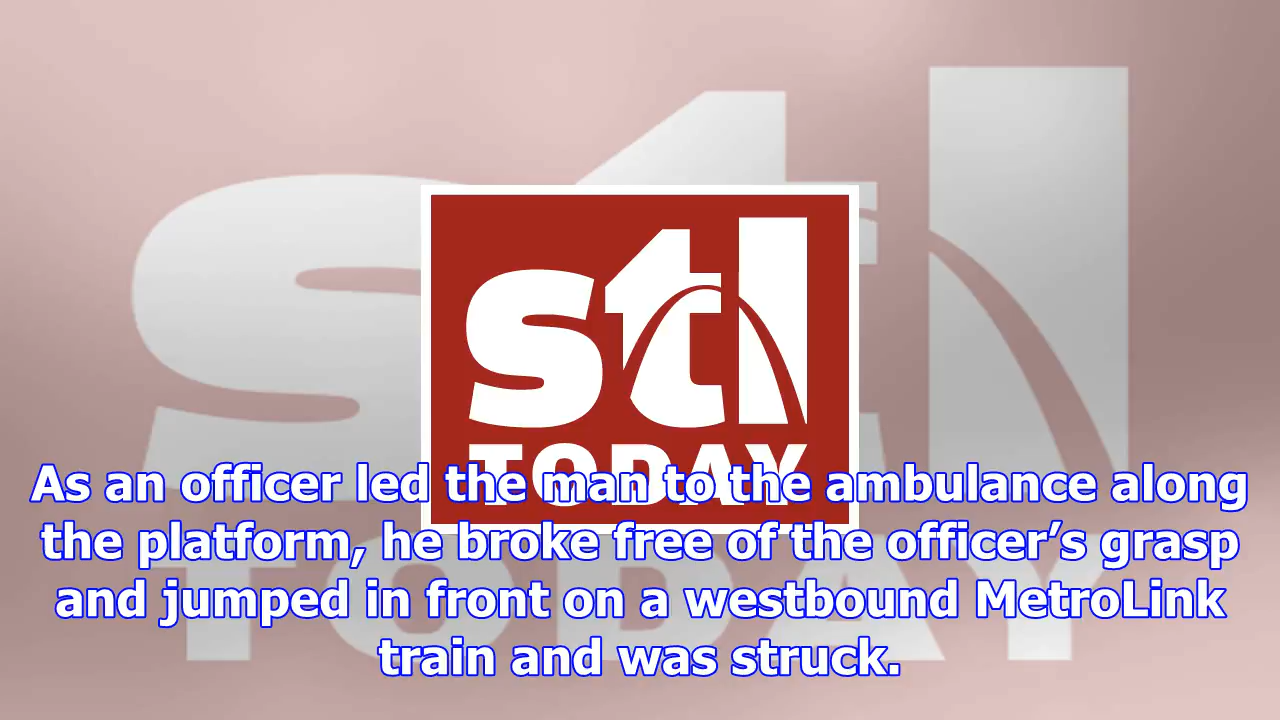 stl
TODAY
As an officer led the man to the ambulance along
the platform, he broke free of the officer’s grasp
and jumped in front on a westbound MetroLink
train and was struck.